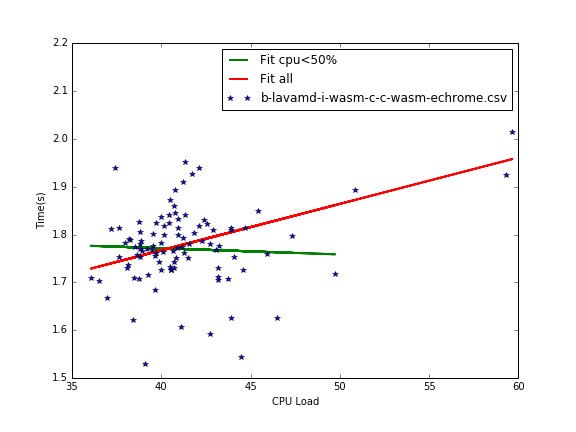 2.2
2.1
2.0
1.9
1.8
1.7
1.6
1.5
Time(s)
Fit cpu<50%
Fit all
b-lavamd-i-wasm-c-c-wasm-echrome.csv
35 40 45 50 55 60
CPU Load